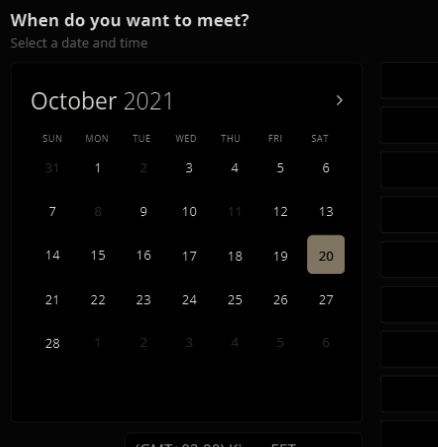 When do you want to meet?
Select a date and time
October 2021
SUN MON TUE WED THU FRI SAT
31 1 2 3 4 5 6
7 8 9 10 11 12 13
14 15 16 17 18 19 20
21 22 23 24 25 26 27
28 1 2 3 4 5 6